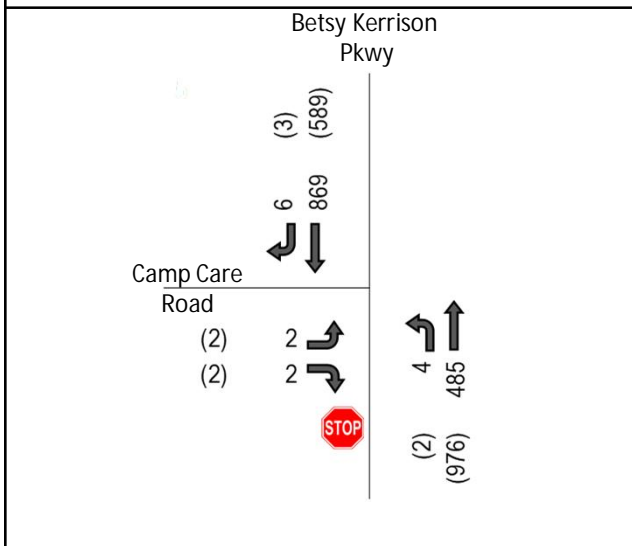 Betsy Kerrison
Pkwy
(3) (589)
6 869
Camp Care
Road
(2) 2
(2) 2
STOP
4 485
(2) (976)